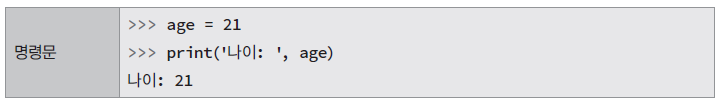 명령문
>>> age = 21
>>> print('나이: ', age)
나이: 21